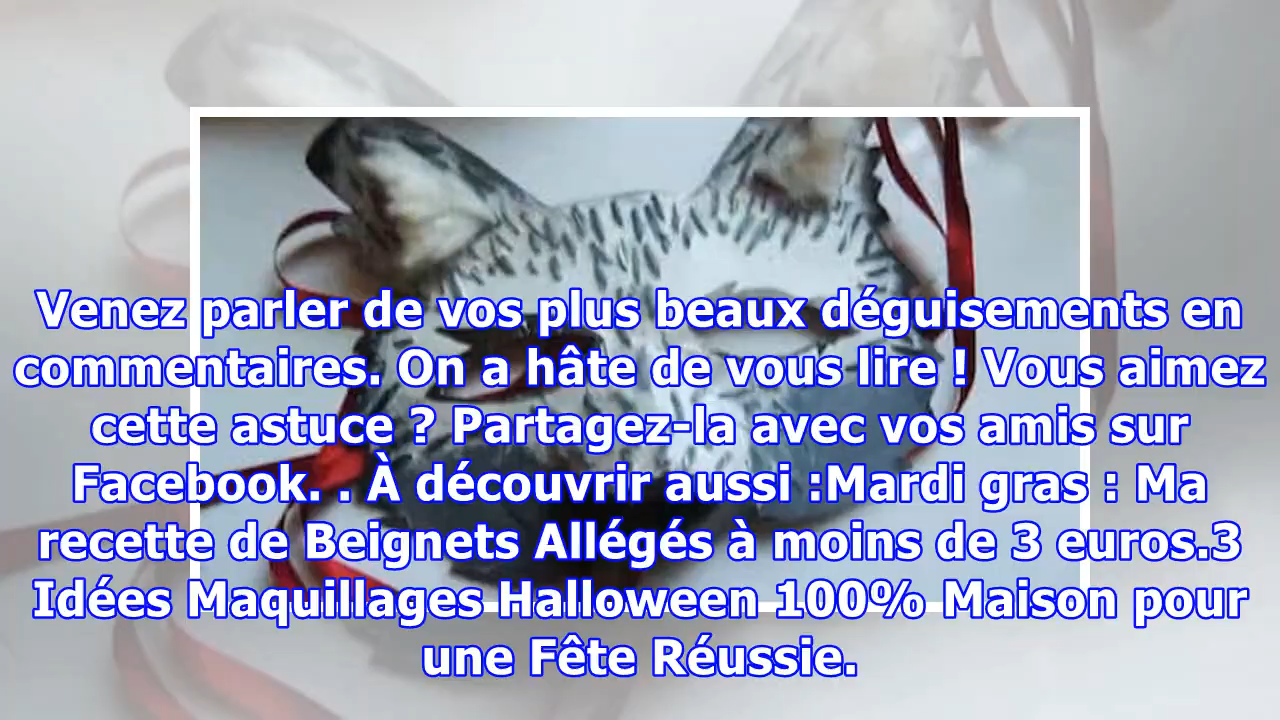 Venez parler de vos plus beaux déguisements en
commentaires. On a hâte de vous lire ! Vous aimez
cette astuce ? Partagez-la avec vos amis sur
Facebook. . À découvrir aussi :Mardi gras : Ma
recette de Beignets Allégés à moins de 3 euros.3
Idées Maquillages Halloween 100% Maison pour
une Fête Réussie.